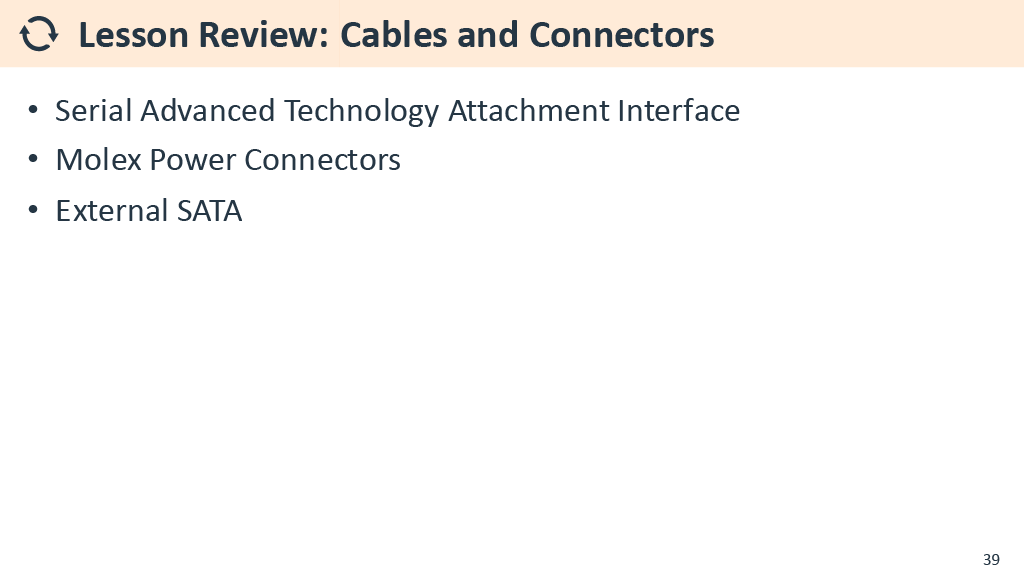 Lesson Review: Cables and Connectors
• Serial Advanced Technology Attachment Interface
• Molex Power Connectors
• External SATA
39